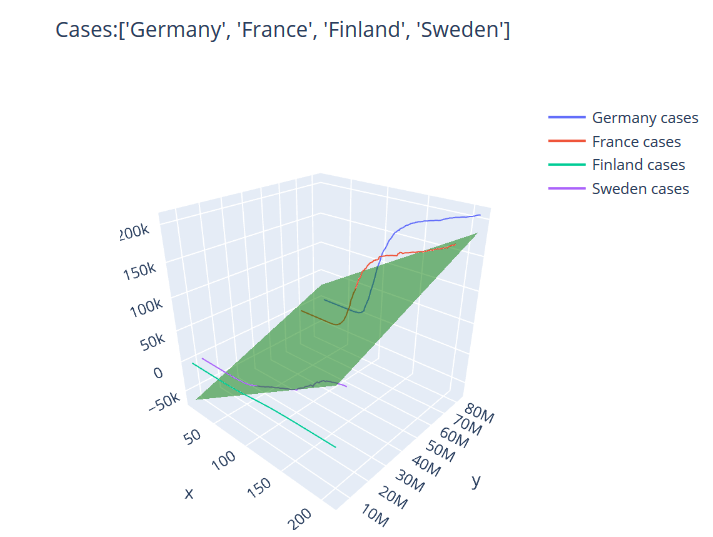 Cases:['Germany', 'France', 'Finland', 'Sweden']
Germany cases
France cases
Finland cases
Sweden cases
200k
150k
100k
50k
0
−50k
50
100
150
200
x
80M
70M
60M
50M
40M
30M
20M
10M
y